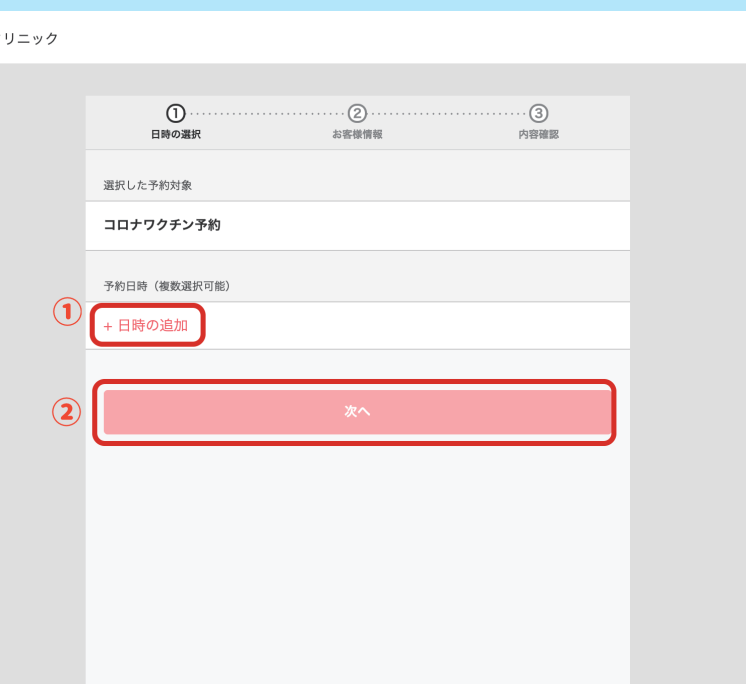 リニック
① ② ③
日時の選択 お客様情報 内容確認
選択した予約対象
コロナワクチン予約
予約日時（複数選択可能）
①
+ 日時の追加
②
次へ